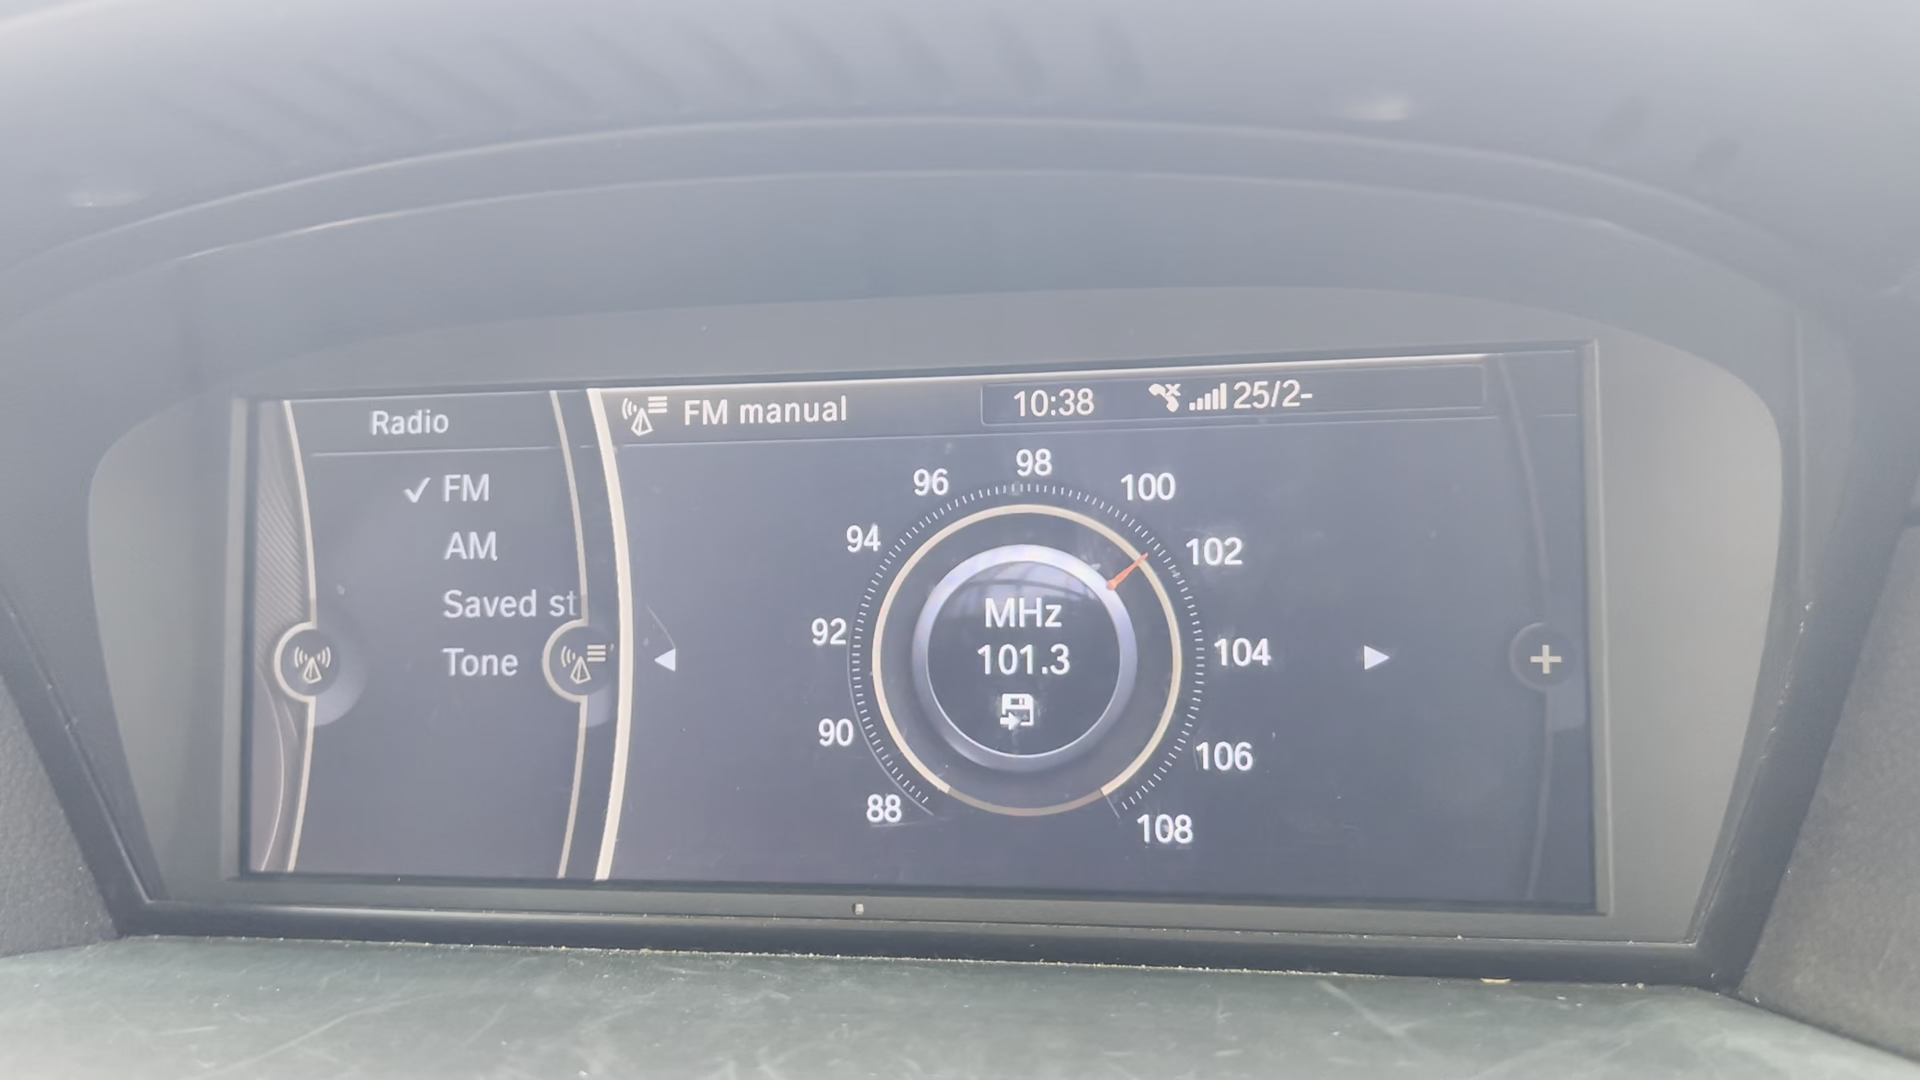 Radio
FM manual
10:38
25/2-
✓ FM
AM
Saved st
Tone
88
90
92
94
96
98
100
102
104
106
108
MHz
101.3
+